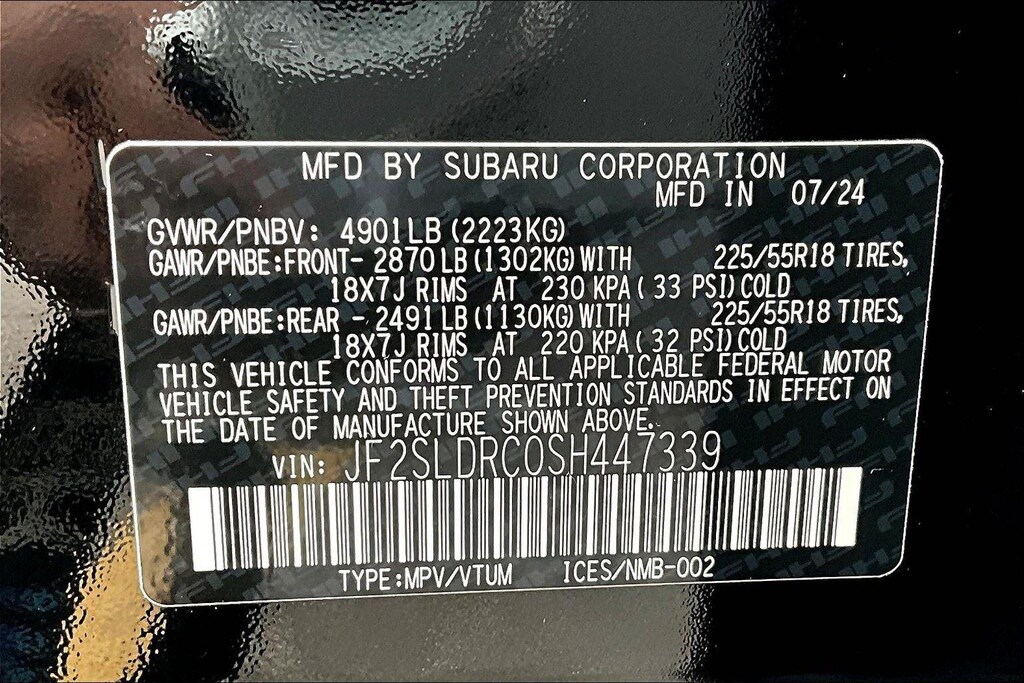 MFD BY SUBARU CORPORATION
MFD IN 07/24
GVWR/PNBV: 4901LB (2223KG)
GAWR/PNBE:FRONT- 2870LB (1302KG) WITH 225/55R18 TIRES,
18X7J RIMS AT 230 KPA ( 33 PSI) COLD
GAWR/PNBE:REAR - 2491LB (1130KG) WITH 225/55R18 TIRES,
18X7J RIMS AT 220 KPA ( 32 PSI) COLD
THIS VEHICLE CONFORMS TO ALL APPLICABLE FEDERAL MOTOR
VEHICLE SAFETY AND THEFT PREVENTION STANDARDS IN EFFECT ON
THE DATE OF MANUFACTURE SHOWN ABOVE.
VIN: JF2SLDRC0SH447339
TYPE:MPV/VTUM ICES/NMB-002